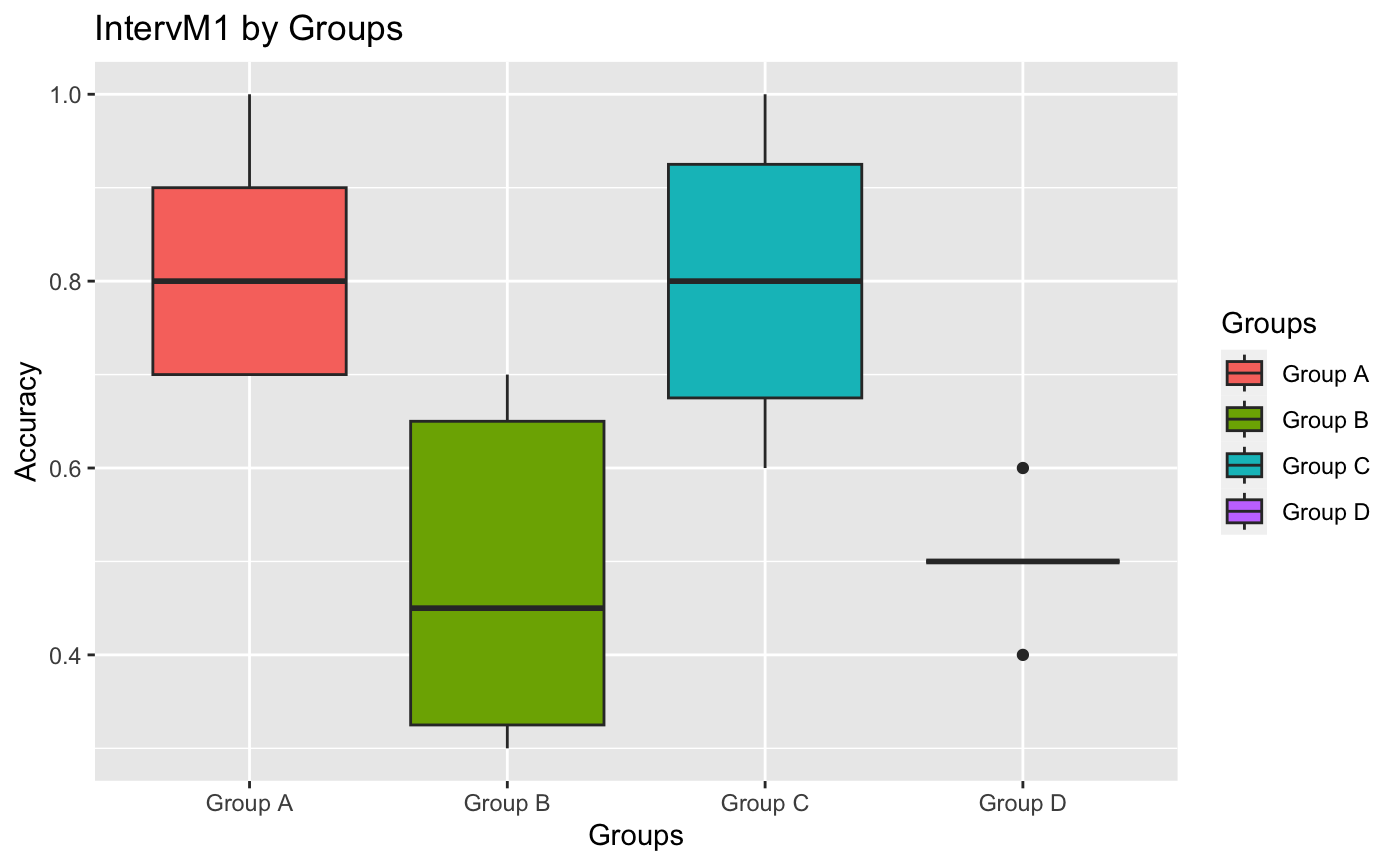 IntervM1 by Groups
1.0
0.8
0.6
0.4
Accuracy
Group A
Group B
Group C
Group D
Groups
Groups
Group A
Group B
Group C
Group D